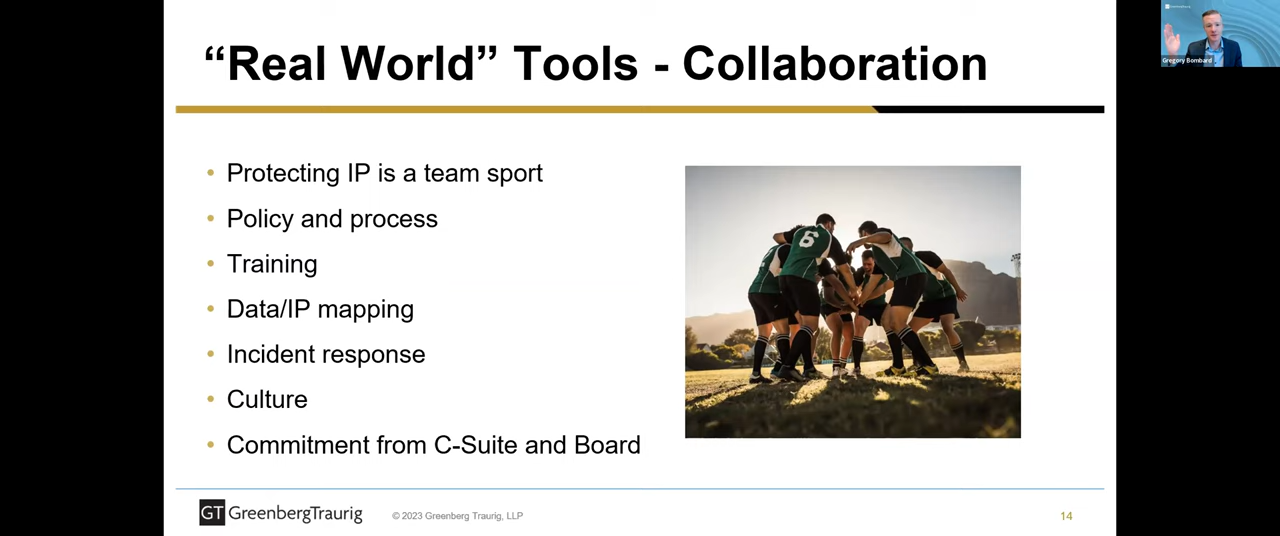 “Real World” Tools - Collaboration
• Protecting IP is a team sport
• Policy and process
• Training
• Data/IP mapping
• Incident response
• Culture
• Commitment from C-Suite and Board
6
GT GreenbergTraurig
© 2023 Greenberg Traurig, LLP
14
Gregory Bombard